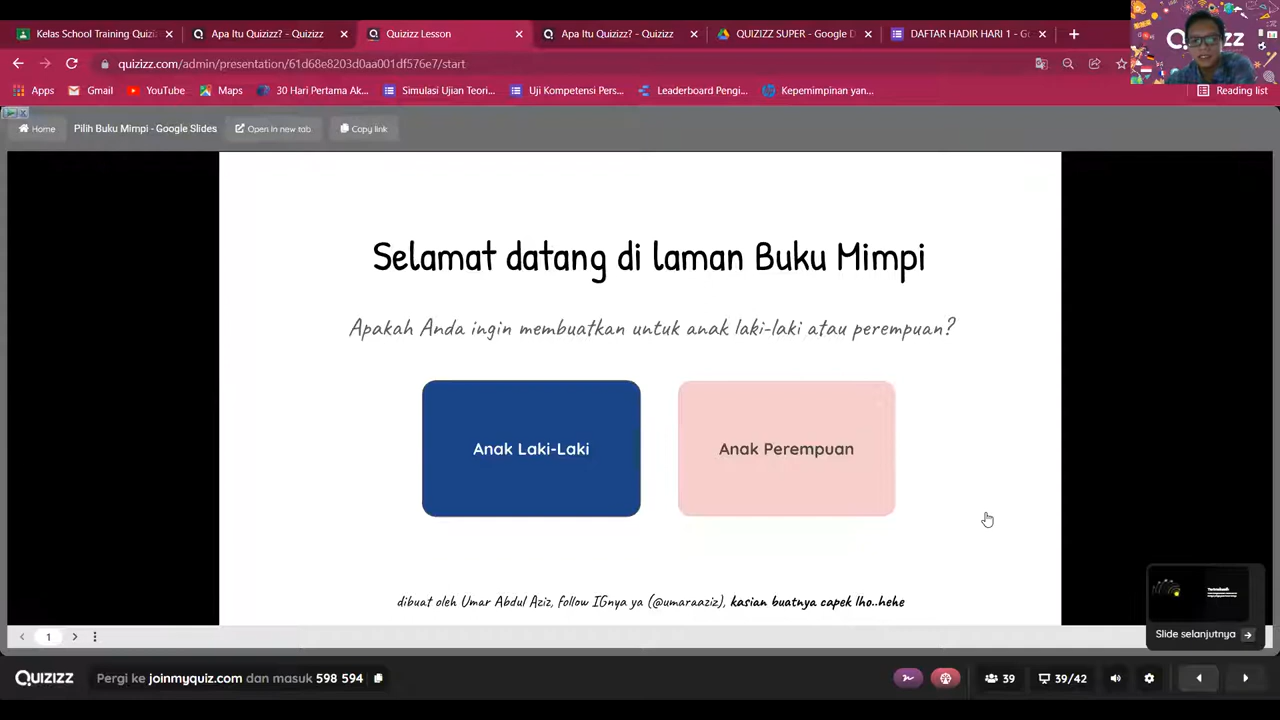 Kelas School Training Quizi
Apa Itu Quizizz? - Quizizz
Quizizz Lesson
Apa Itu Quizizz? - Quizizz
QUIZIZZ SUPER - Google D
DAFTAR HADIR HARI 1 - Go
quizizz.com/admin/presentation/61d68e8203d0aa001df576e7/start
Apps
Gmail
YouTube
Maps
30 Hari Pertama Ak...
Simulasi Ujian Teori...
Uji Kompetensi Pers...
Leaderboard Pengi...
Kepemimpinan yan...
Reading list
Home
Pilih Buku Mimpi - Google Slides
Open in new tab
Copy link
Selamat datang di laman Buku Mimpi
Apakah Anda ingin membuatkan untuk anak laki-laki atau perempuan?
Anak Laki-Laki
Anak Perempuan
dibuat oleh Umar Abdul Aziz, follow IGnya ya (@umaraaziz), kasian buatnya capek lho..hehe
Slide selanjutnya
1
QUIZIZZ
Pergi ke joinmyquiz.com dan masuk 598 594
39
39/42